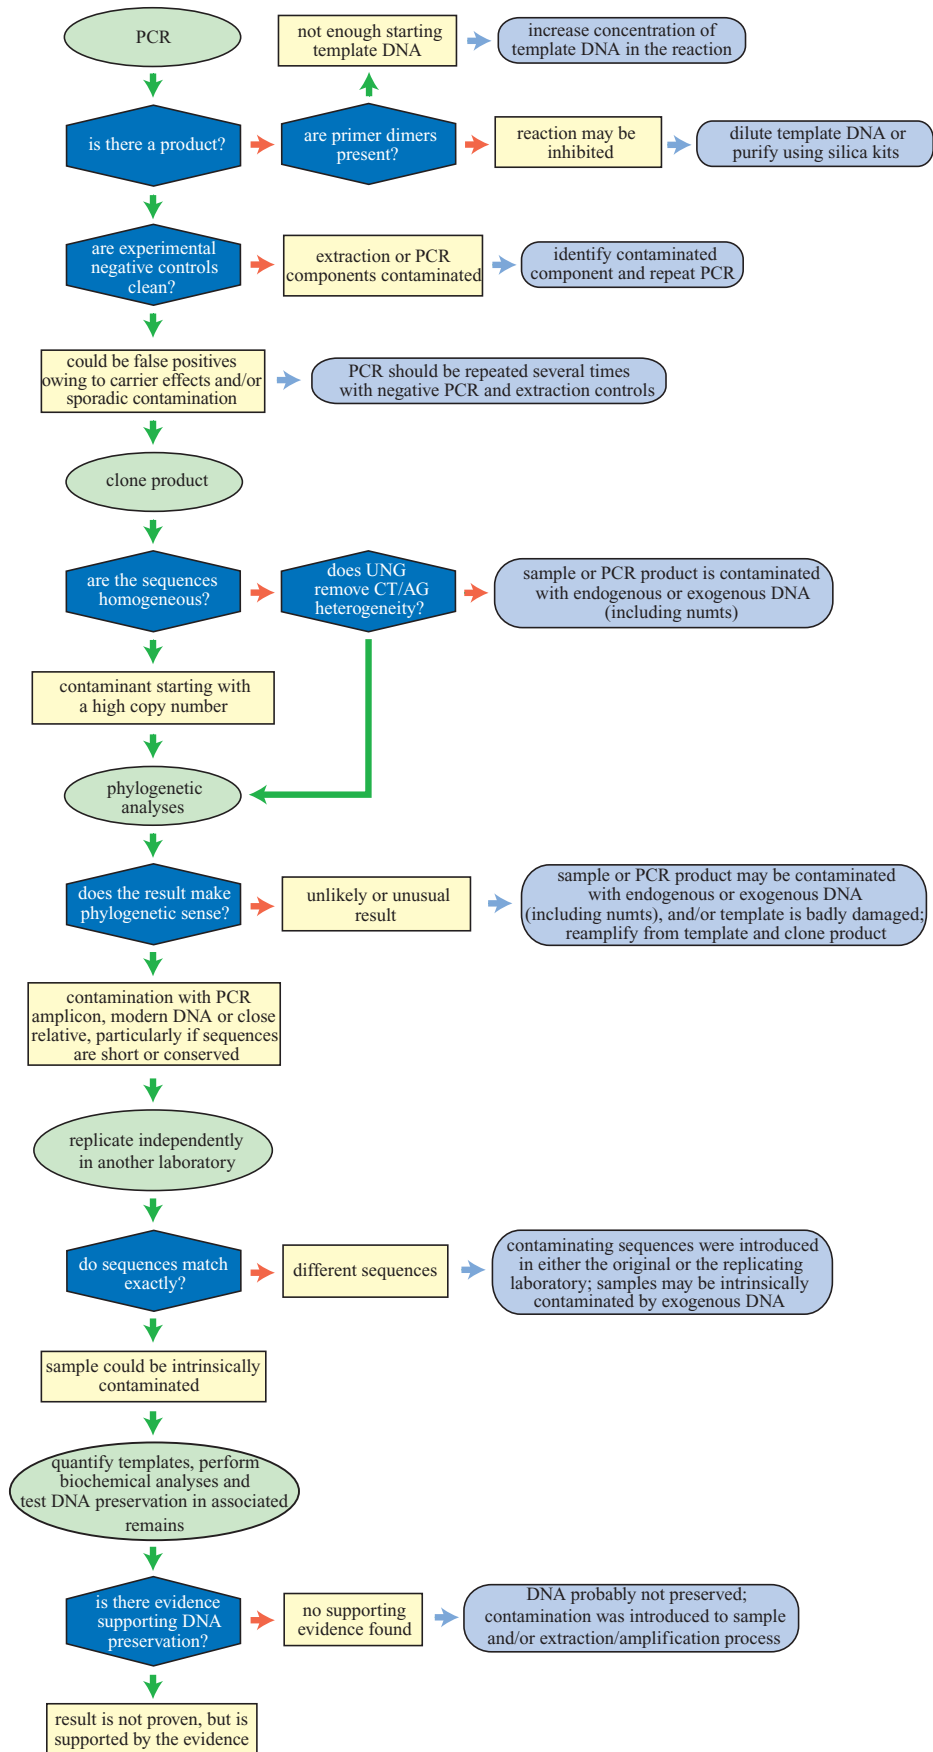 PCR
not enough starting
template DNA
increase concentration of
template DNA in the reaction
is there a product?
are primer dimers
present?
reaction may be
inhibited
dilute template DNA or
purify using silica kits
are experimental
negative controls
clean?
extraction or PCR
components contaminated
identify contaminated
component and repeat PCR
could be false positives
owing to carrier effects and/or
sporadic contamination
PCR should be repeated several times
with negative PCR and extraction controls
clone product
are the sequences
homogeneous?
does UNG
remove CT/AG
heterogeneity?
sample or PCR product is contaminated
with endogenous or exogenous DNA
(including numts)
contaminant starting with
a high copy number
phylogenetic
analyses
does the result make
phylogenetic sense?
unlikely or unusual
result
sample or PCR product may be contaminated
with endogenous or exogenous DNA
(including numts), and/or template is badly damaged;
reamplify from template and clone product
contamination with PCR
amplicon, modern DNA or close
relative, particularly if sequences
are short or conserved
replicate independently
in another laboratory
do sequences match
exactly?
different sequences
contaminating sequences were introduced
in either the original or the replicating
laboratory; samples may be intrinsically
contaminated by exogenous DNA
sample could be intrinsically
contaminated
quantify templates, perform
biochemical analyses and
test DNA preservation in associated
remains
is there evidence
supporting DNA
preservation?
no supporting
evidence found
DNA probably not preserved;
contamination was introduced to sample
and/or extraction/amplification process
result is not proven, but is
supported by the evidence